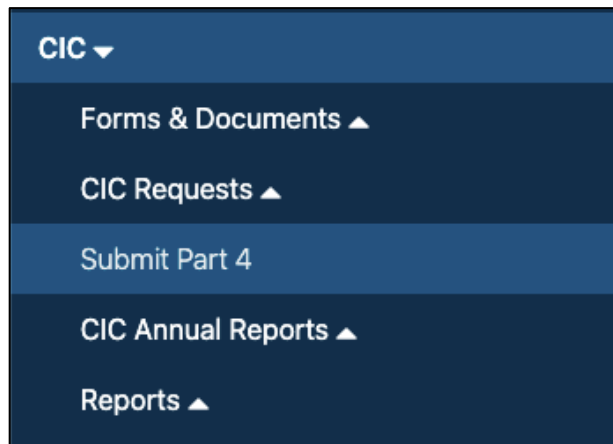 CIC
Forms & Documents
CIC Requests
Submit Part 4
CIC Annual Reports
Reports